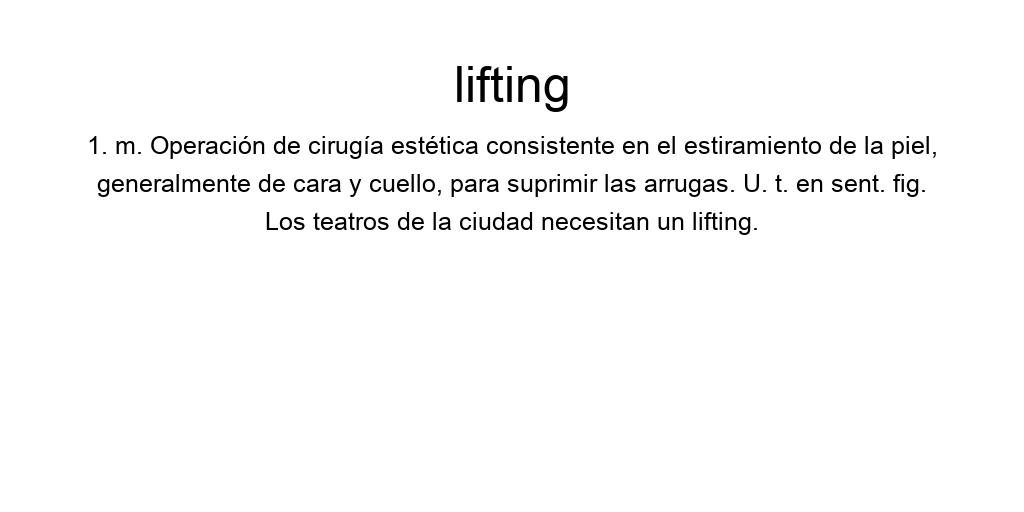 lifting
1. m. Operación de cirugía estética consistente en el estiramiento de la piel,
generalmente de cara y cuello, para suprimir las arrugas. U. t. en sent. fig.
Los teatros de la ciudad necesitan un lifting.